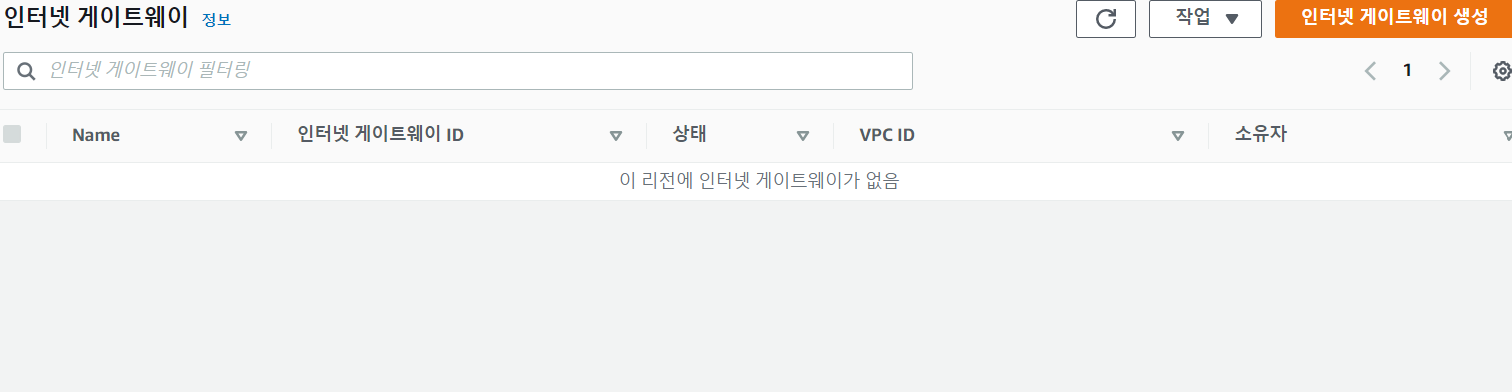 인터넷 게이트웨이 정보
작업 인터넷 게이트웨이 생성
인터넷 게이트웨이 필터링
1
Name 인터넷 게이트웨이 ID 상태 VPC ID 소유자
이 리전에 인터넷 게이트웨이가 없음